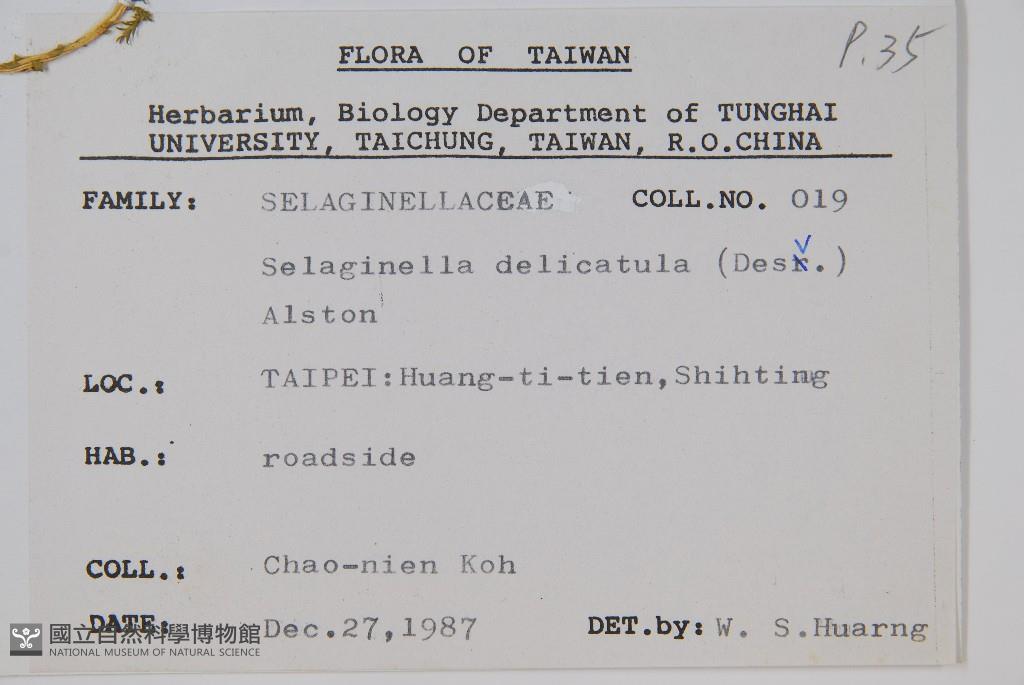 P.35
FLORA OF TAIWAN
Herbarium, Biology Department of TUNGHAI
UNIVERSITY, TAICHUNG, TAIWAN, R.O.CHINA
FAMILY: SELAGINELLACEAE COLL.NO. 019
Selaginella delicatula (Desv.)
Alston
LOC.: TAIPEI:Huang-ti-tien,Shihting
HAB.: roadside
COLL.: Chao-nien Koh
DATE: Dec.27,1987 DET.by: W. S.Huarng
國立自然科學博物館
NATIONAL MUSEUM OF NATURAL SCIENCE